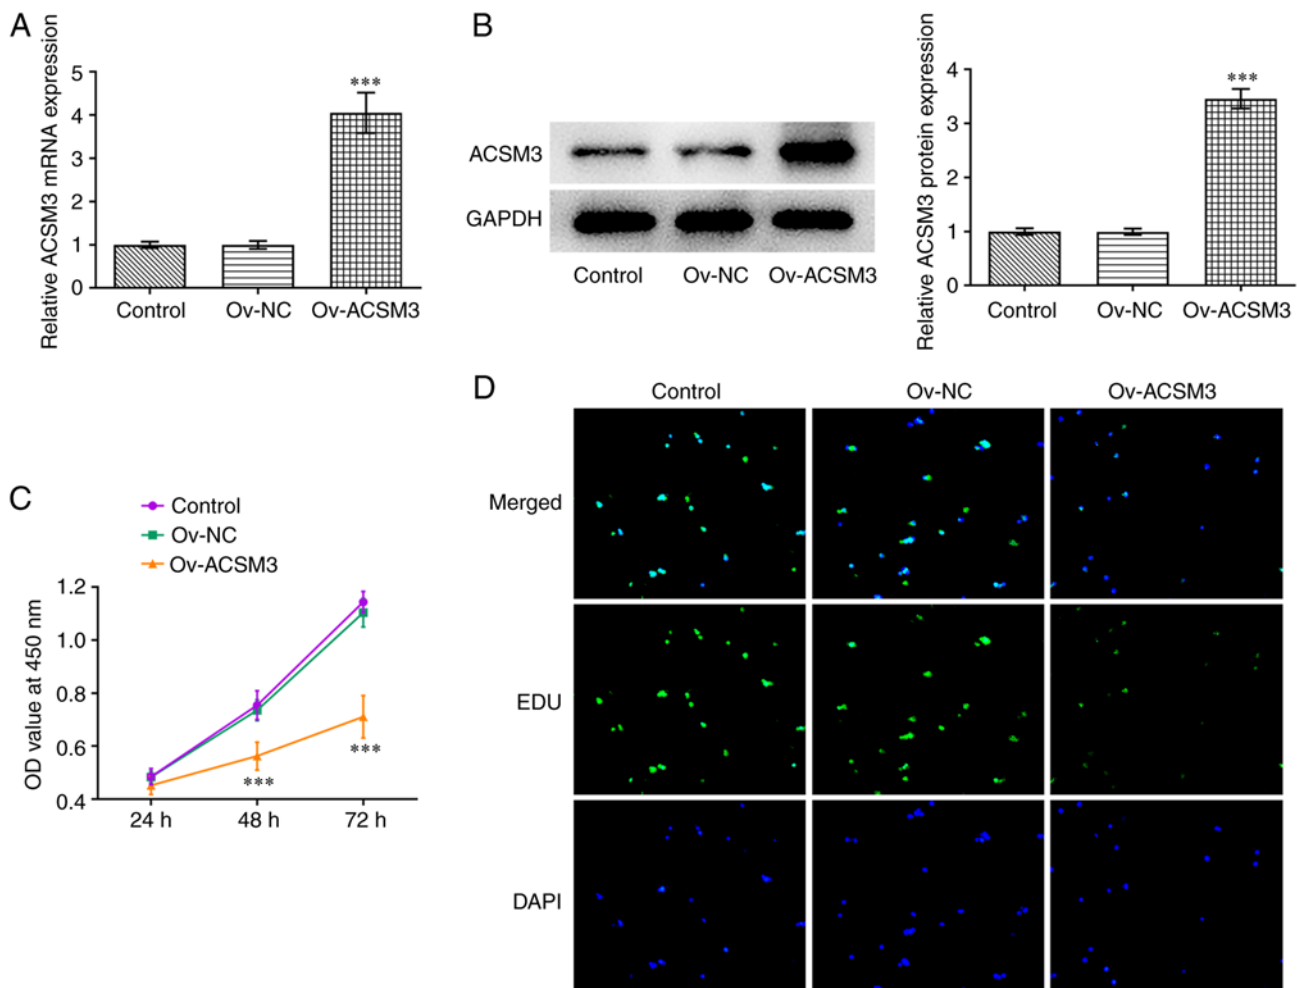 A
Relative ACSM3 mRNA expression
5
4
3
2
1
0
***
Control Ov-NC Ov-ACSM3
B
ACSM3
GAPDH
Control Ov-NC Ov-ACSM3
Relative ACSM3 protein expression
4
3
2
1
0
***
Control Ov-NC Ov-ACSM3
C
Control
Ov-NC
Ov-ACSM3
OD value at 450 nm
1.2
1.0
0.8
0.6
0.4
***
***
24 h 48 h 72 h
D
Control Ov-NC Ov-ACSM3
Merged
EDU
DAPI